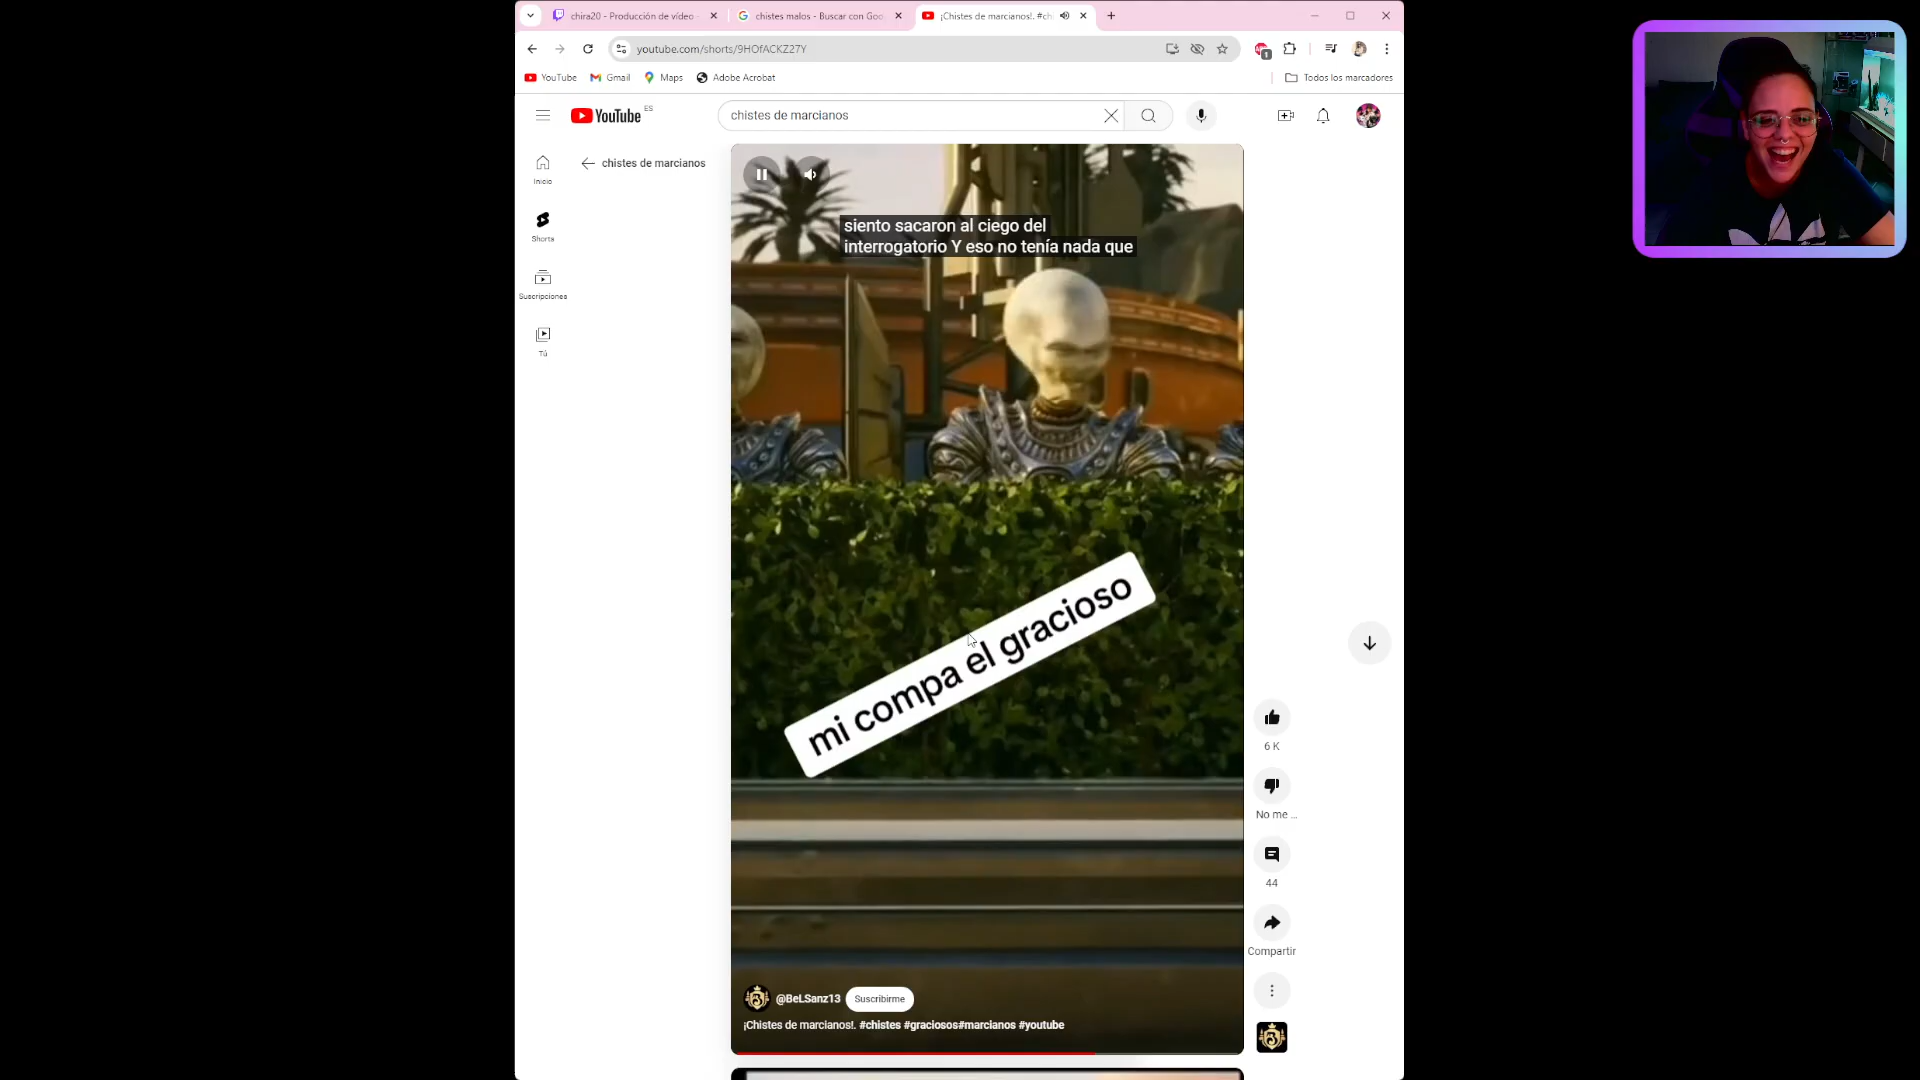 chira20 - Producción de vídeo -
chistes malos - Buscar con Goo
¡Chistes de marcianos!. #ch
youtube.com/shorts/9HOfACKZ27Y
1
YouTube
Gmail
Maps
Adobe Acrobat
Todos los marcadores
YouTube
ES
chistes de marcianos
Inicio
chistes de marcianos
Shorts
Suscripciones
Tú
siento sacaron al ciego del
interrogatorio Y eso no tenía nada que
mi compa el gracioso
6 K
No me ...
44
Compartir
@BeLSanz13
Suscribirme
¡Chistes de marcianos!. #chistes #graciosos#marcianos #youtube